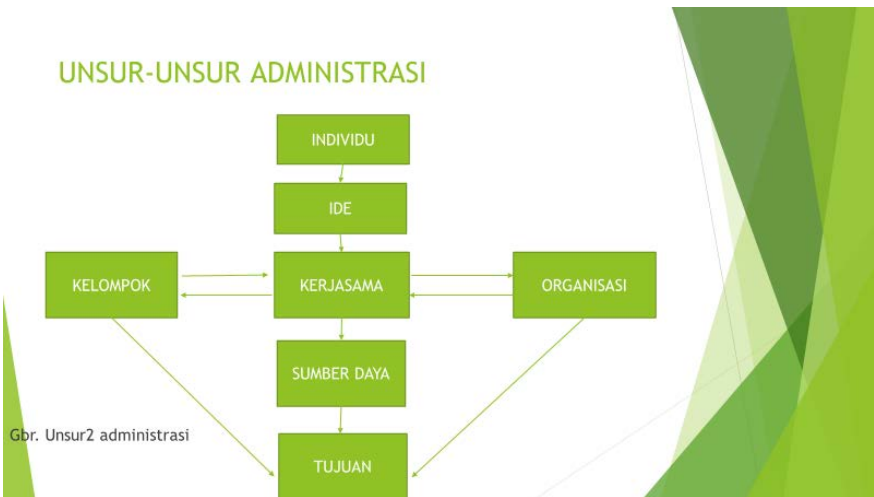 UNSUR-UNSUR ADMINISTRASI
INDIVIDU
IDE
KELOMPOK
KERJASAMA
ORGANISASI
SUMBER DAYA
Gbr. Unsur2 administrasi
TUJUAN